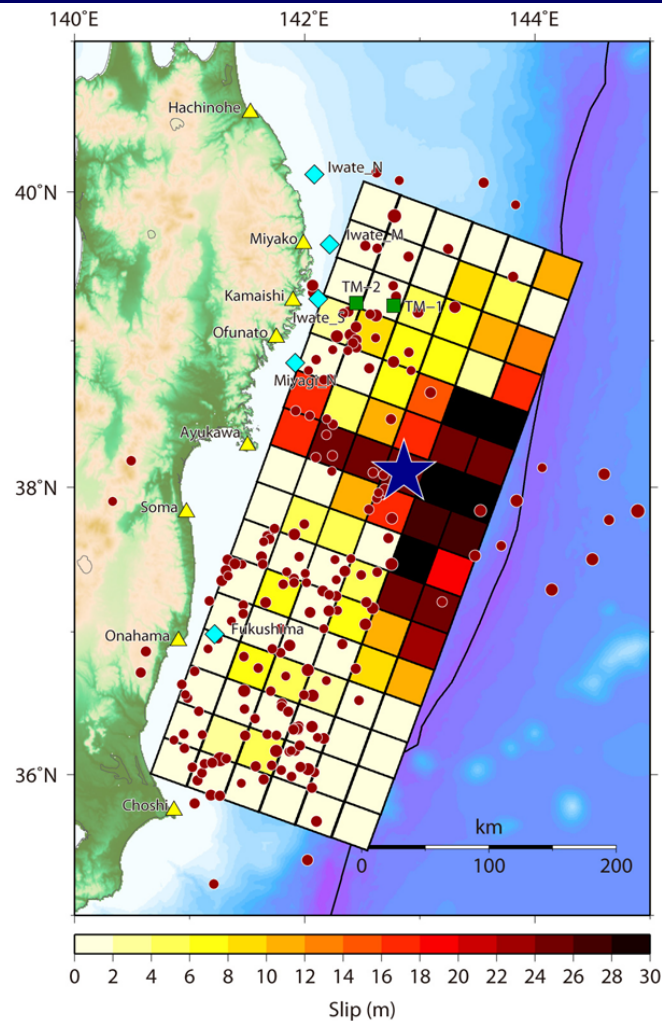 140˚E 142˚E 144˚E
Hachinohe
Iwate_N
40˚N
Miyako
Iwate_M
TM−2
Kamaishi
TM−1
Iwate_S
Ofunato
Miyagi_N
Ayukawa
38˚N
Soma
Onahama
Fukushima
36˚N
Choshi
km
0 100 200
0 2 4 6 8 10 12 14 16 18 20 22 24 26 28 30
Slip (m)